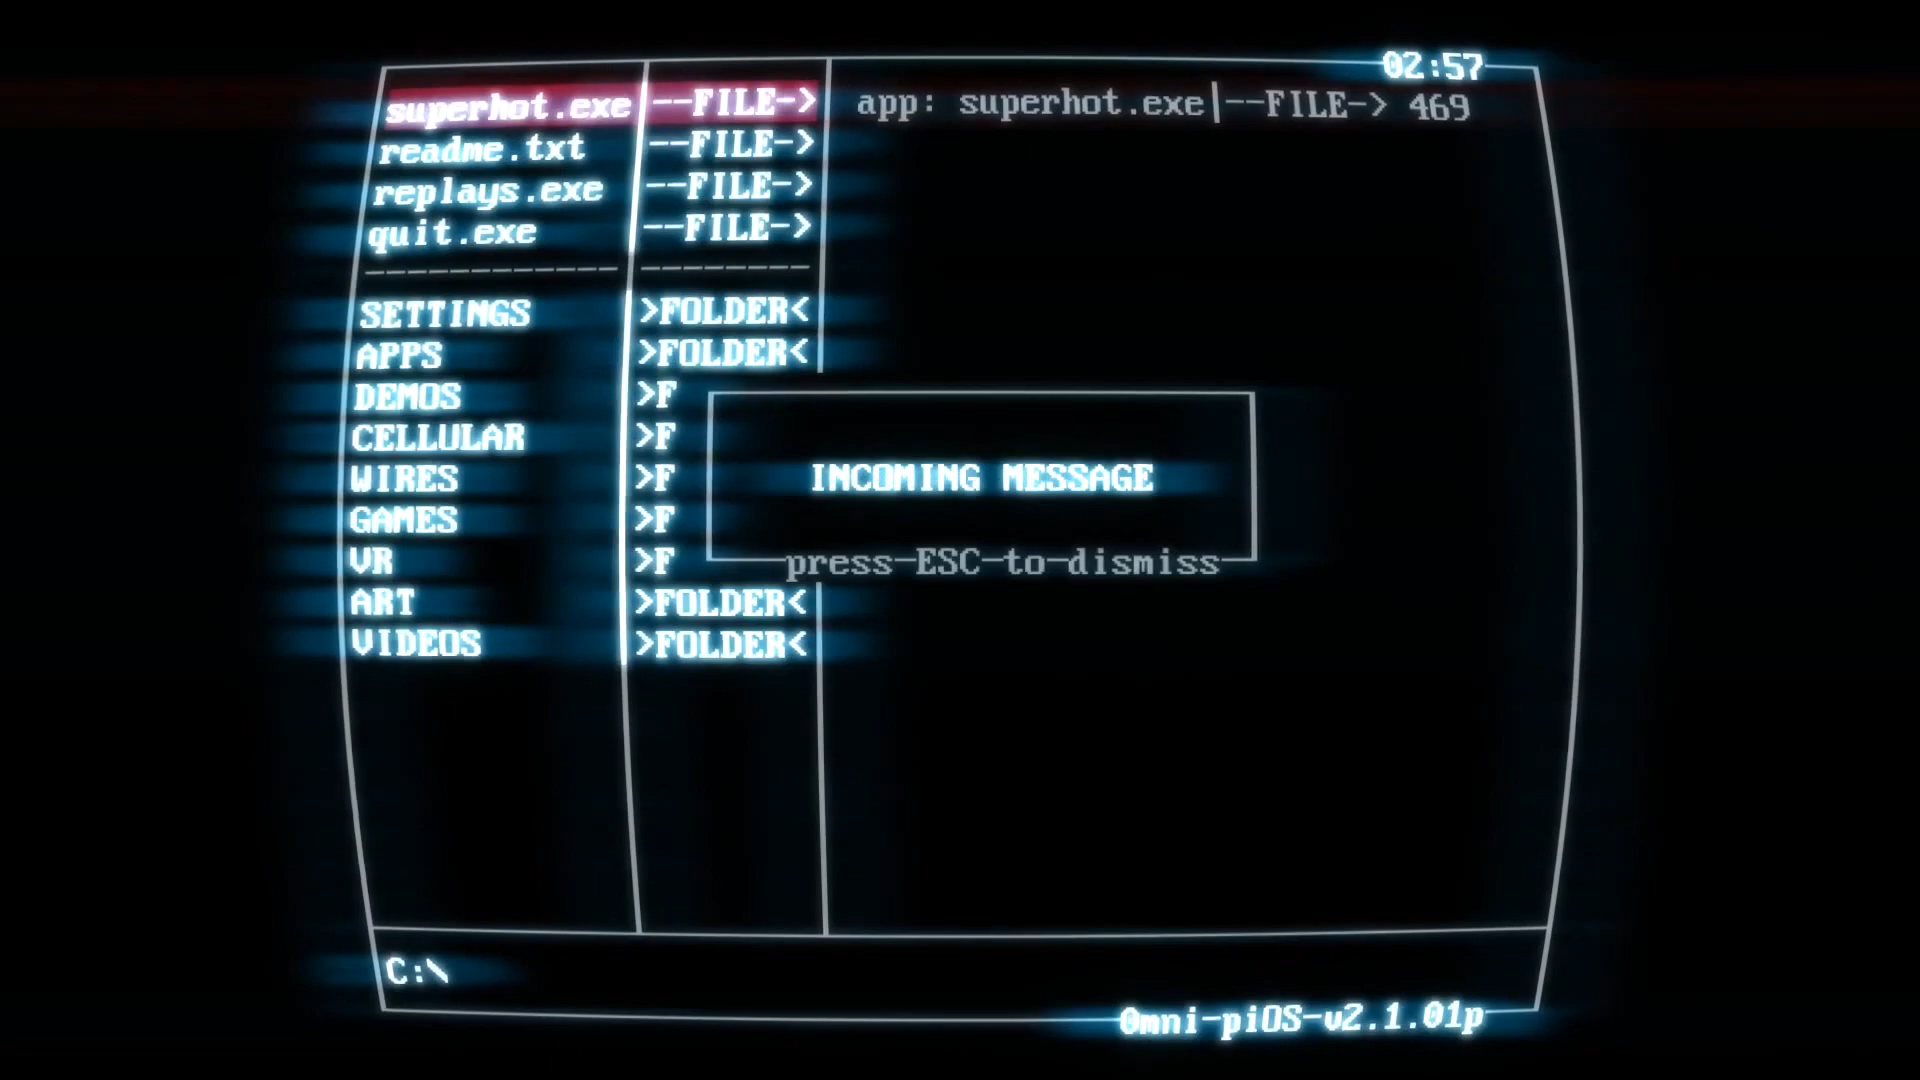 02:57
superhot.exe --FILE-> app: superhot.exe|--FILE-> 469
readme.txt --FILE->
replays.exe --FILE->
quit.exe --FILE->
------------ --------
SETTINGS >FOLDER<
APPS >FOLDER<
DEMOS >F
CELLULAR >F
WIRES >F
GAMES >F
VR >F
ART >FOLDER<
VIDEOS >FOLDER<
INCOMING MESSAGE
press-ESC-to-dismiss
C:\
0mni-piOS-v2.1.01p